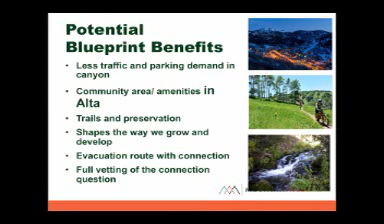 Potential
Blueprint Benefits
• Less traffic and parking demand in
canyon
• Community area/ amenities in
Alta
• Trails and preservation
• Shapes the way we grow and
develop
• Evacuation route with connection
• Full vetting of the connection
question